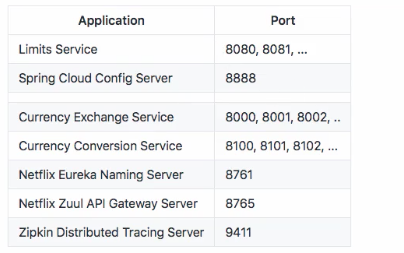 Application Port
Limits Service 8080, 8081, ...
Spring Cloud Config Server 8888
Currency Exchange Service 8000, 8001, 8002, ..
Currency Conversion Service 8100, 8101, 8102, ...
Netflix Eureka Naming Server 8761
Netflix Zuul API Gateway Server 8765
Zipkin Distributed Tracing Server 9411